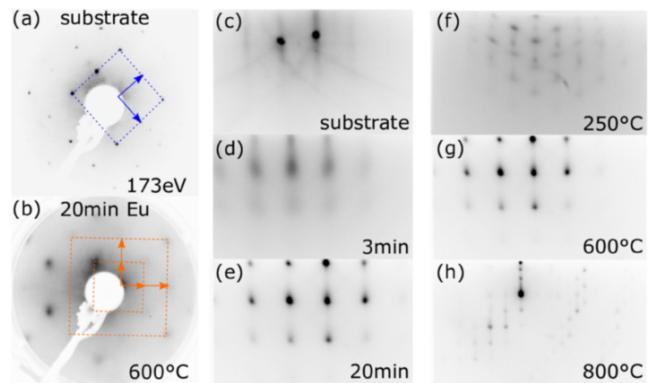 (a) substrate
173eV
(b) 20min Eu
600°C
(c)
substrate
(d)
3min
(e)
20min
(f)
250°C
(g)
600°C
(h)
800°C